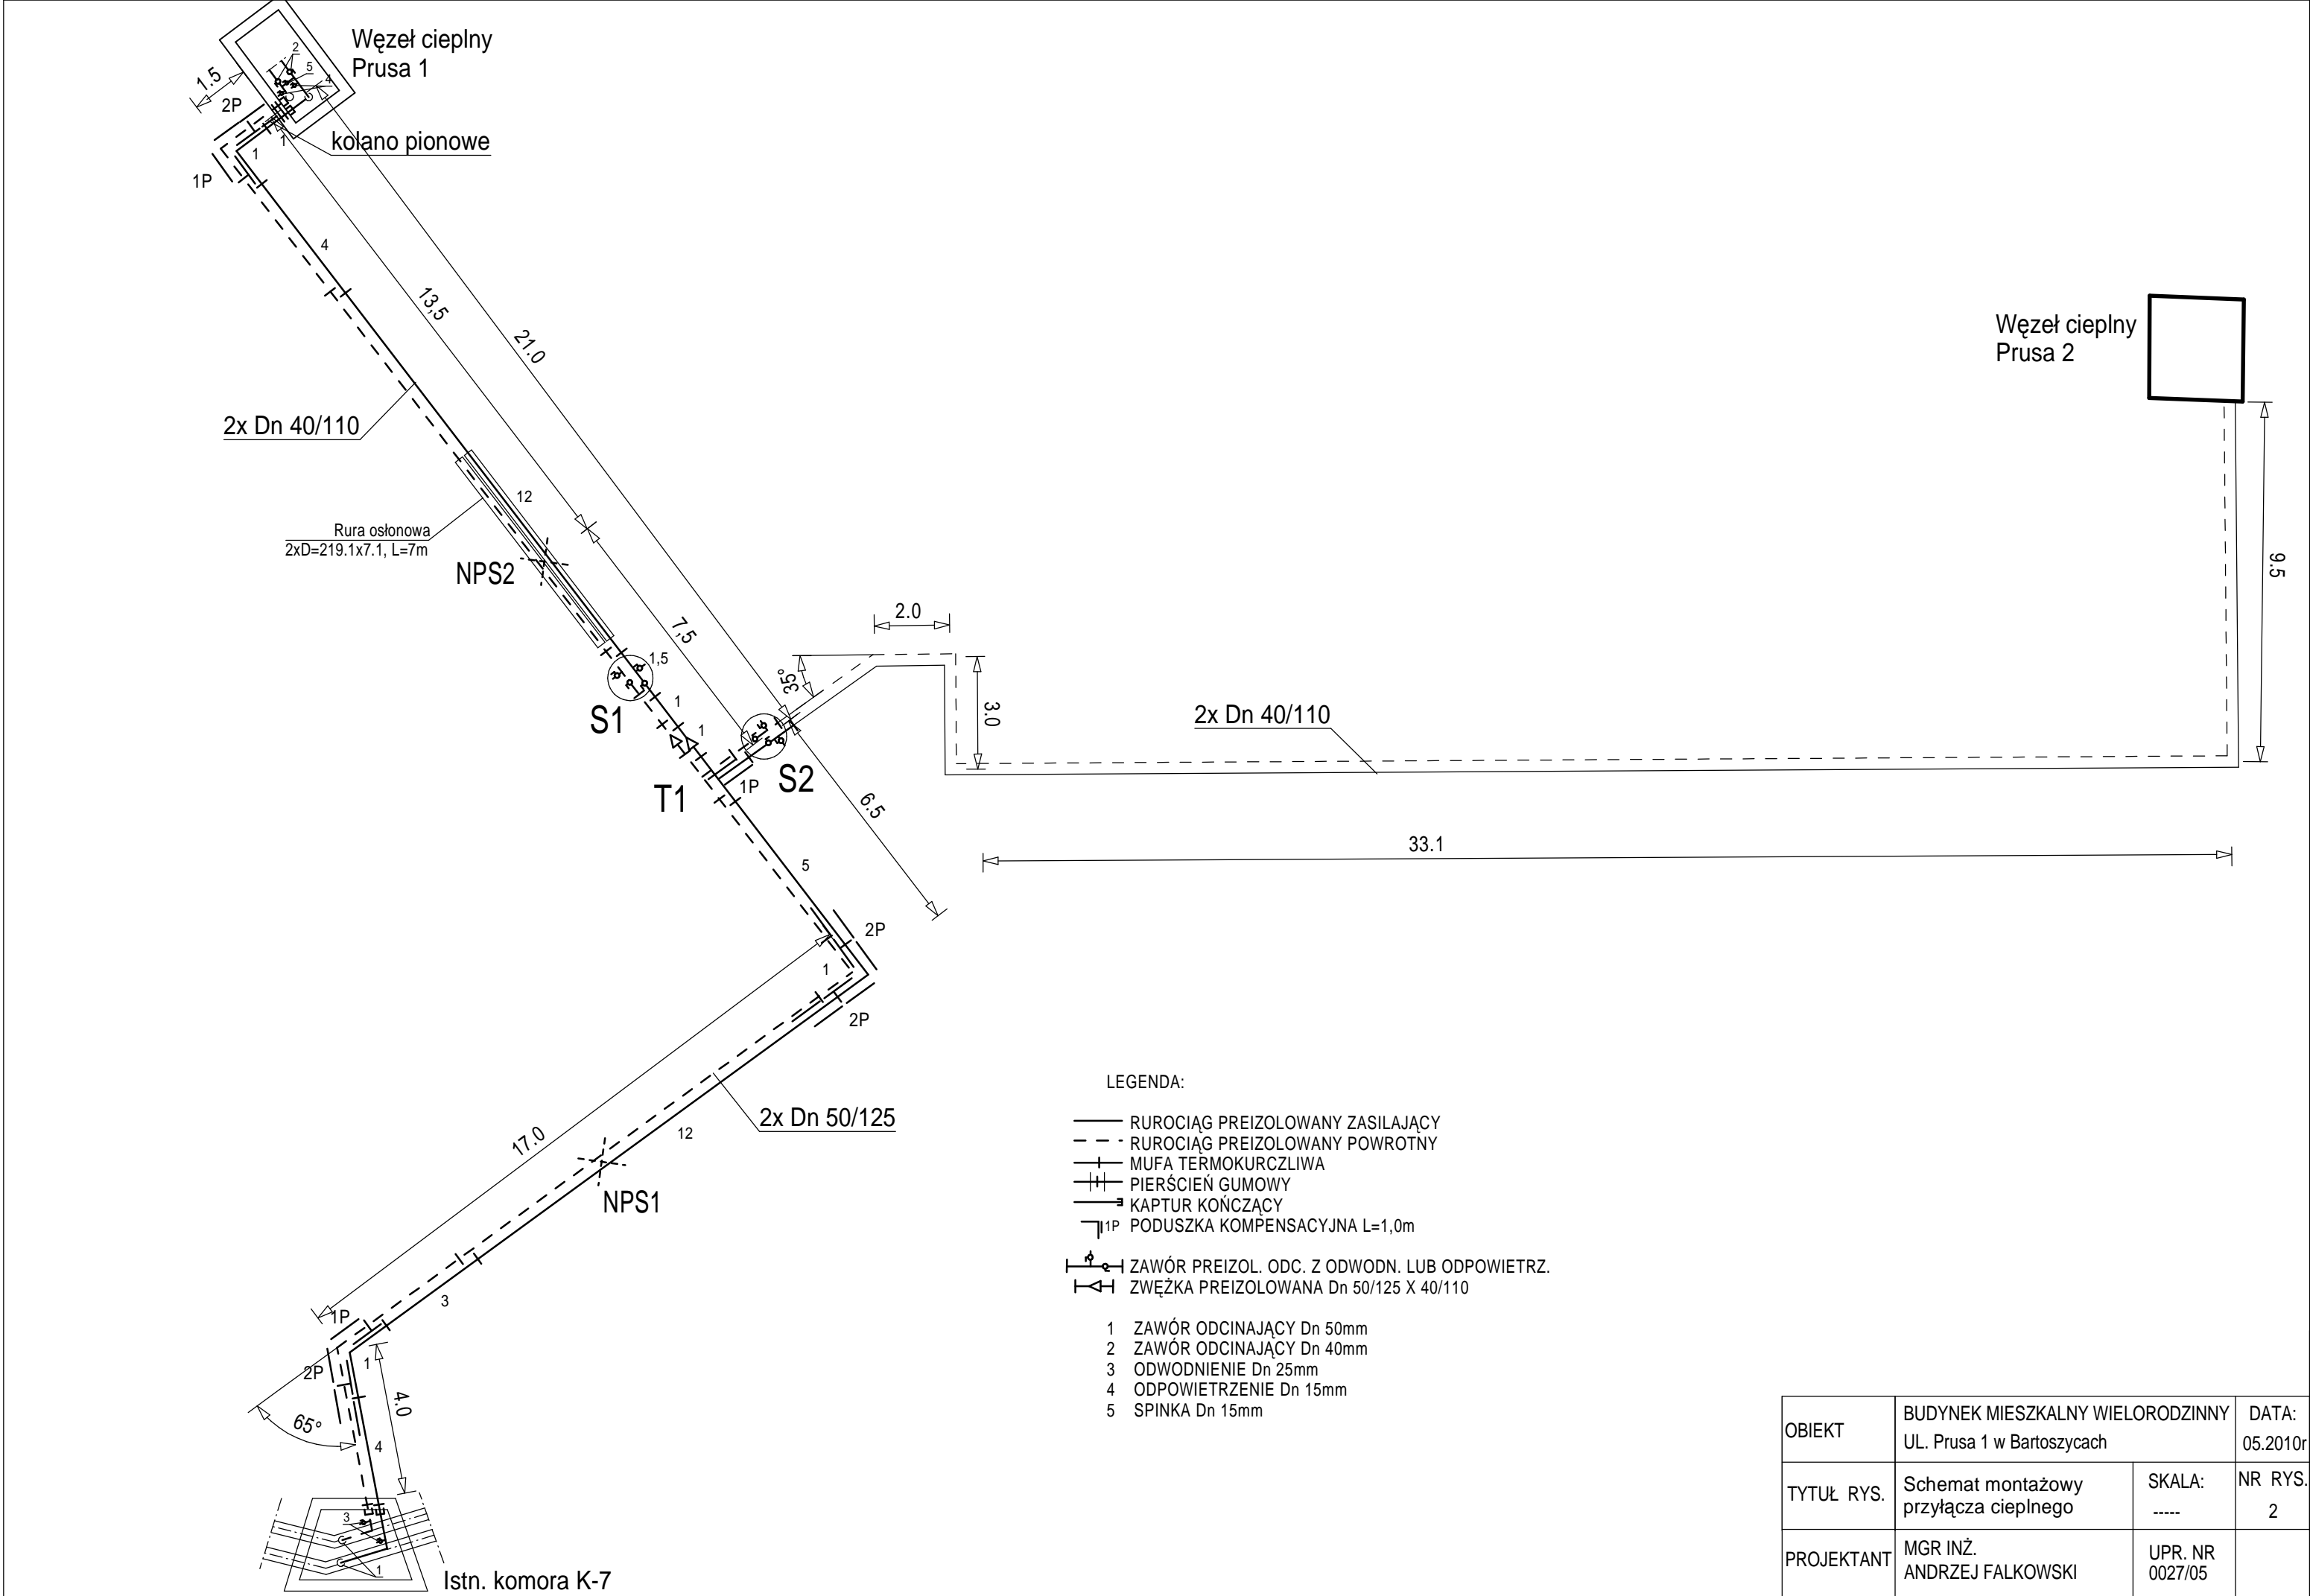 Węzeł cieplny
Prusa 1
2
5
4
1.5
2P
kolano pionowe
1
1
1P
4
13,5
21.0
2x Dn 40/110
12
Rura osłonowa
2xD=219.1x7.1, L=7m
NPS2
7,5
1,5
S1
1
1
T1
1P
S2
35°
2.0
3.0
2x Dn 40/110
Węzeł cieplny
Prusa 2
9.5
33.1
6.5
5
2P
1
2P
17.0
2x Dn 50/125
12
NPS1
3
1P
1
2P
4.0
65°
4
3
1
Istn. komora K-7
LEGENDA:
RUROCIĄG PREIZOLOWANY ZASILAJĄCY
RUROCIĄG PREIZOLOWANY POWROTNY
MUFA TERMOKURCZLIWA
PIERŚCIEŃ GUMOWY
KAPTUR KOŃCZĄCY
1P PODUSZKA KOMPENSACYJNA L=1,0m
ZAWÓR PREIZOL. ODC. Z ODWODN. LUB ODPOWIETRZ.
ZWĘŻKA PREIZOLOWANA Dn 50/125 X 40/110
1 ZAWÓR ODCINAJĄCY Dn 50mm
2 ZAWÓR ODCINAJĄCY Dn 40mm
3 ODWODNIENIE Dn 25mm
4 ODPOWIETRZENIE Dn 15mm
5 SPINKA Dn 15mm
OBIEKT
BUDYNEK MIESZKALNY WIELORODZINNY
UL. Prusa 1 w Bartoszycach
DATA:
05.2010r
TYTUŁ RYS.
Schemat montażowy
przyłącza cieplnego
SKALA:
-----
NR RYS.
2
PROJEKTANT
MGR INŻ.
ANDRZEJ FALKOWSKI
UPR. NR
0027/05